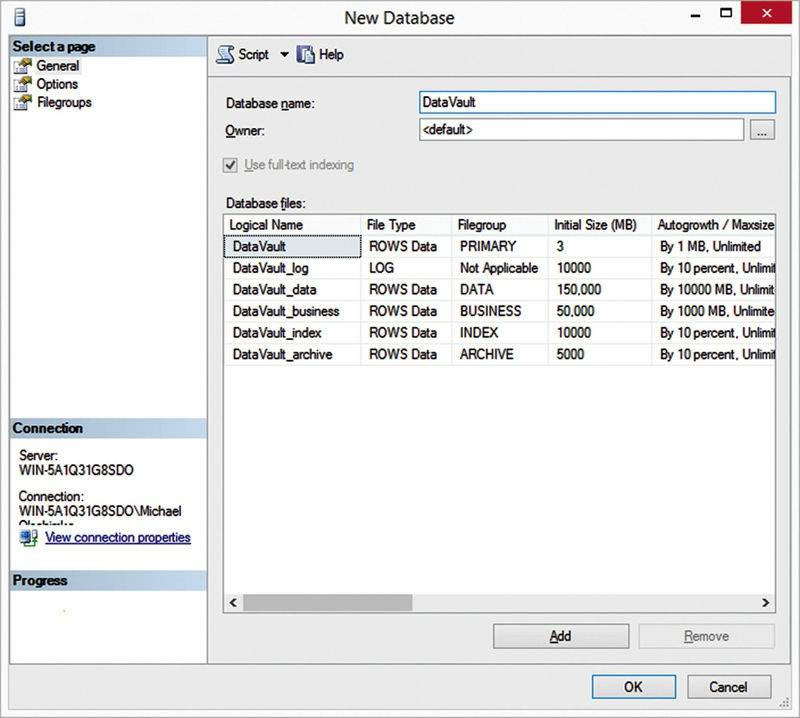 New Database
Select a page
General
Options
Filegroups
Script
Help
Database name:
DataVault
Owner:
<default>
...
Use full-text indexing
Database files:
Logical Name File Type Filegroup Initial Size (MB) Autogrowth / Maxsize
DataVault ROWS Data PRIMARY 3 By 1 MB, Unlimited
DataVault_log LOG Not Applicable 10000 By 10 percent, Unlimit
DataVault_data ROWS Data DATA 150,000 By 10000 MB, Unlimite
DataVault_business ROWS Data BUSINESS 50,000 By 1000 MB, Unlimited
DataVault_index ROWS Data INDEX 10000 By 10 percent, Unlimit
DataVault_archive ROWS Data ARCHIVE 5000 By 10 percent, Unlimit
Connection
Server:
WIN-5A1Q31G8SDO
Connection:
WIN-5A1Q31G8SDO\Michael
View connection properties
Progress
Add
Remove
OK
Cancel